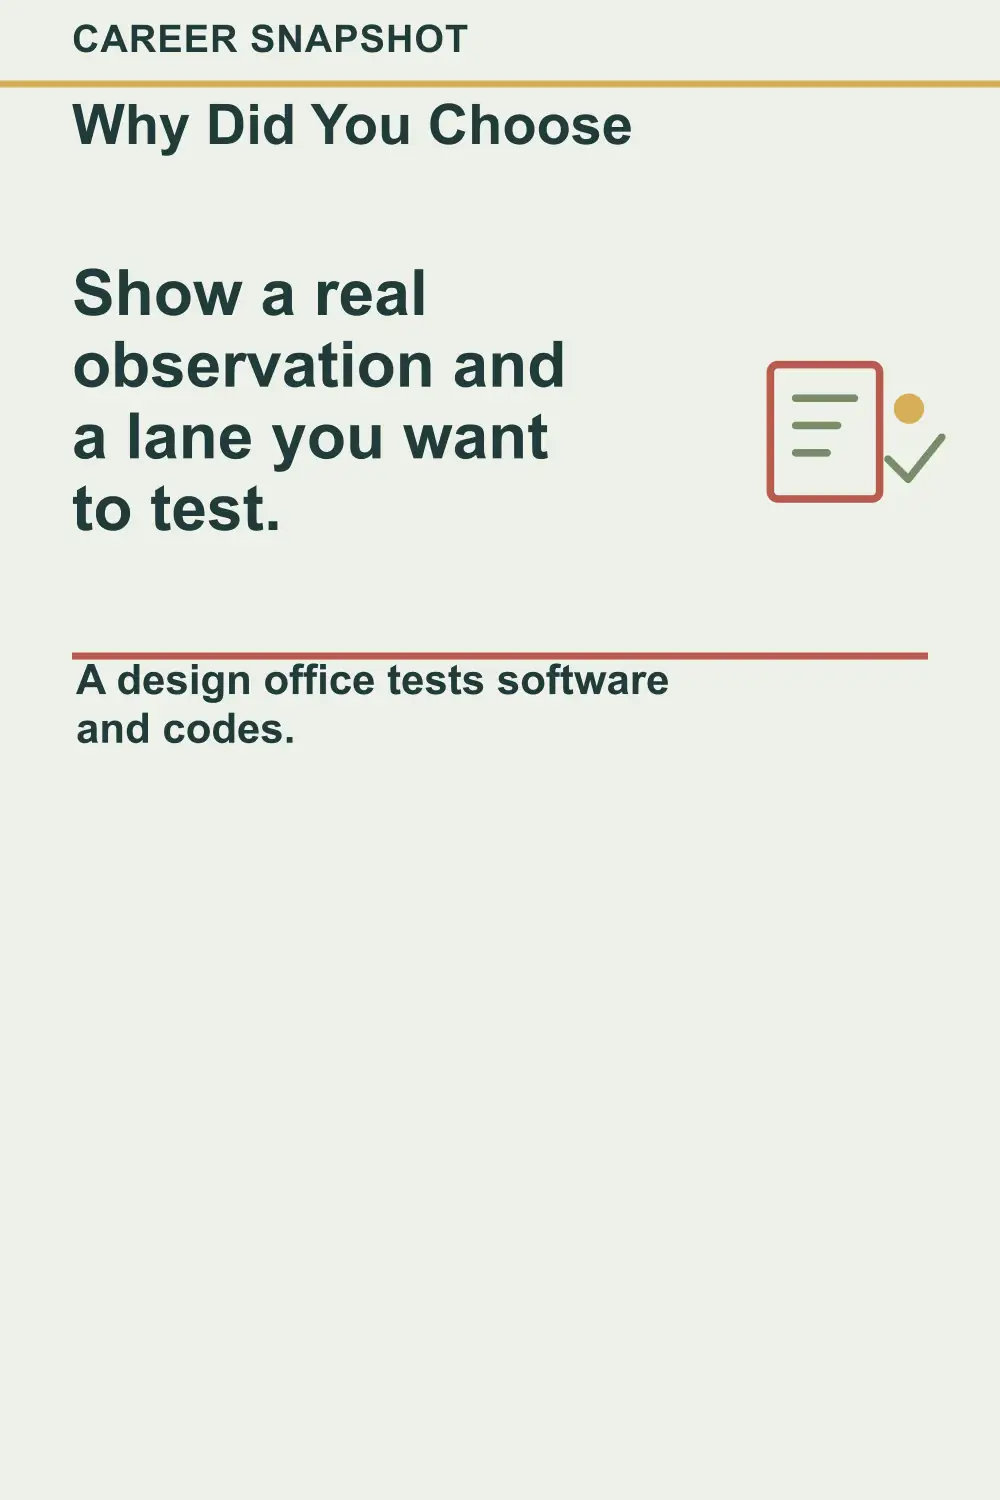 CAREER SNAPSHOT
Why Did You Choose
Show a real
observation and
a lane you want
to test.
A design office tests software
and codes.